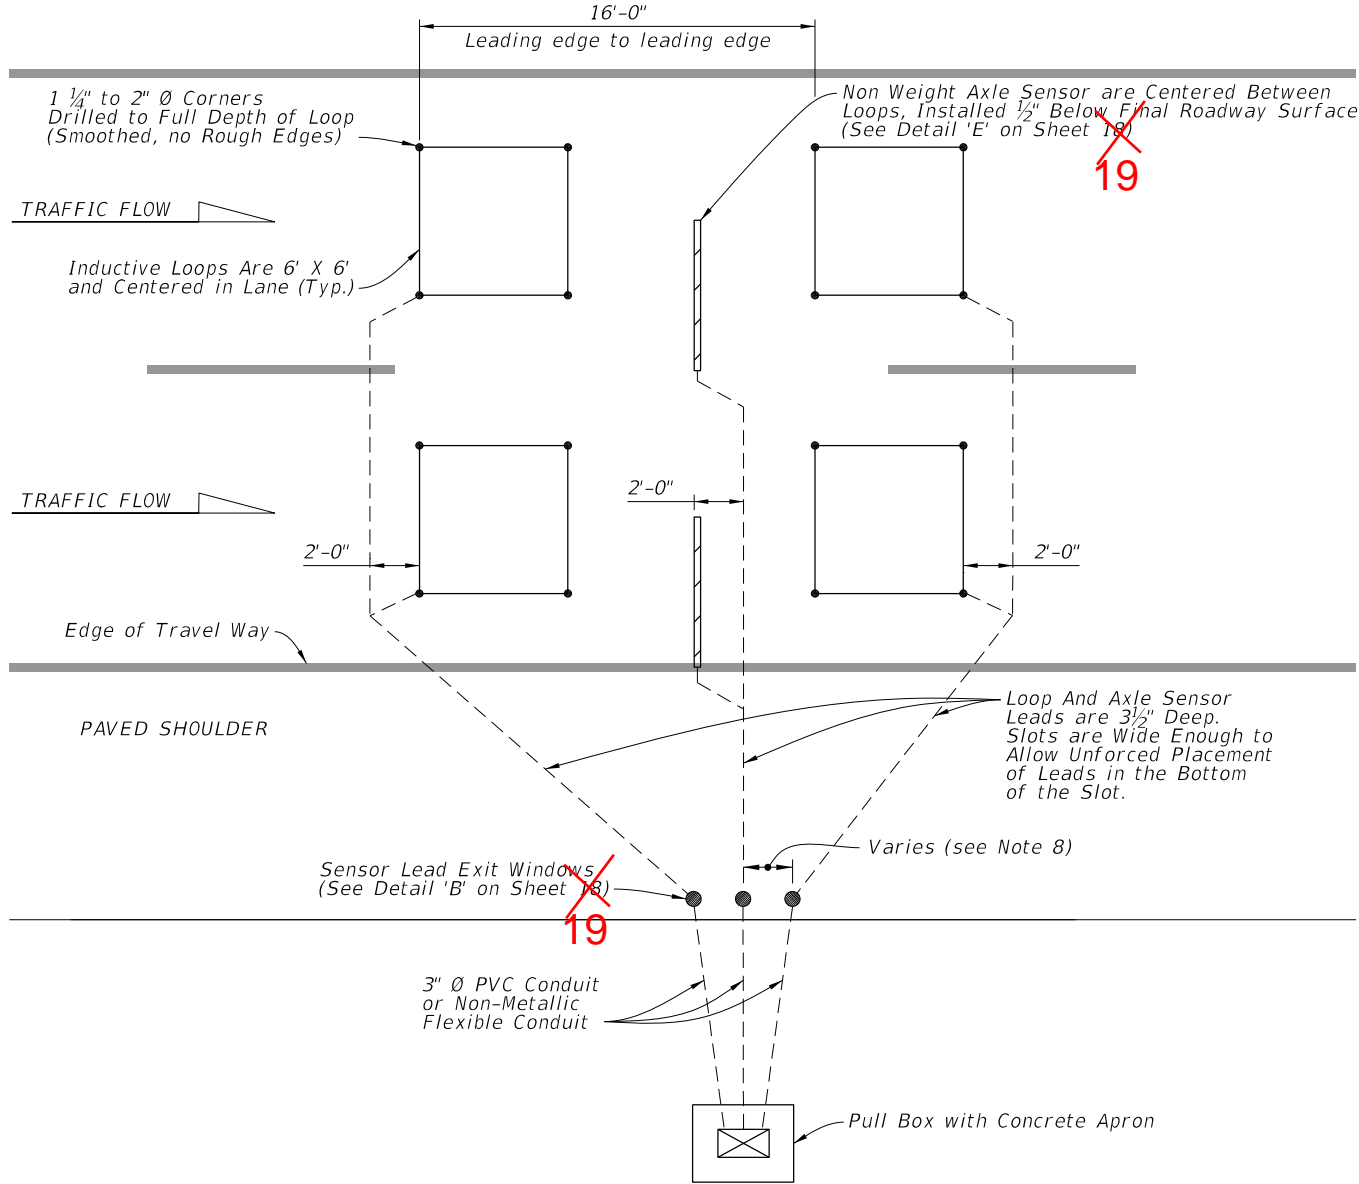 16'-0"
Leading edge to leading edge
1 ¼" to 2" Ø Corners
Drilled to Full Depth of Loop
(Smoothed, no Rough Edges)
Non Weight Axle Sensor are Centered Between
Loops, Installed ½" Below Final Roadway Surface
(See Detail 'E' on Sheet 18)
19
TRAFFIC FLOW
Inductive Loops Are 6' X 6'
and Centered in Lane (Typ.)
TRAFFIC FLOW
2'-0"
2'-0"
2'-0"
Edge of Travel Way
PAVED SHOULDER
Loop And Axle Sensor
Leads are 3½" Deep.
Slots are Wide Enough to
Allow Unforced Placement
of Leads in the Bottom
of the Slot.
Varies (see Note 8)
Sensor Lead Exit Windows
(See Detail 'B' on Sheet 18)
19
3" Ø PVC Conduit
or Non-Metallic
Flexible Conduit
Pull Box with Concrete Apron